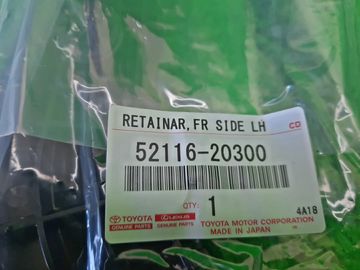 RETAINAR,FR SIDE LH CD
52116-20300
QTY: 1 4A18
TOYOTA LEXUS TOYOTA MOTOR CORPORATION
GENUINE PARTS GENUINE PARTS MADE IN JAPAN